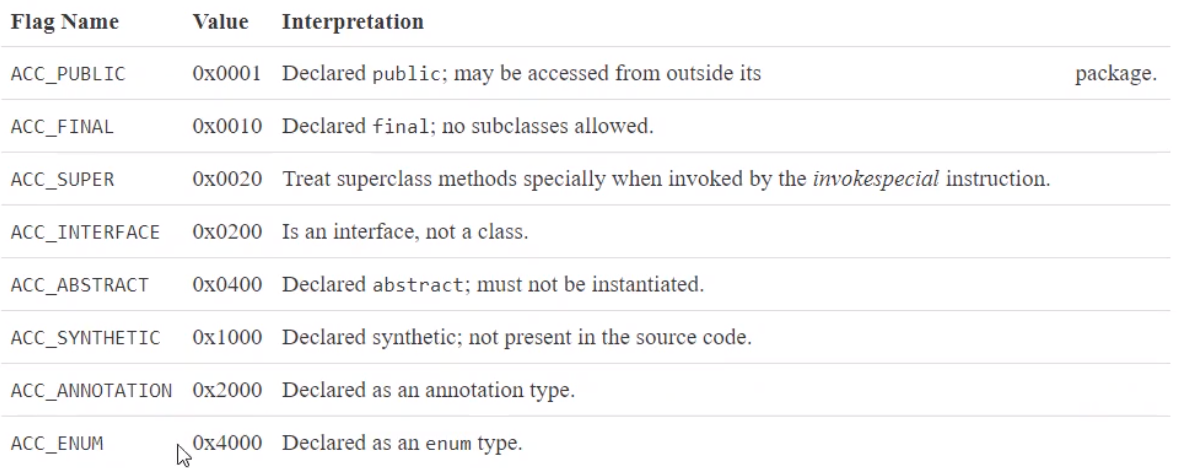 Flag Name Value Interpretation
ACC_PUBLIC 0x0001 Declared public; may be accessed from outside its package.
ACC_FINAL 0x0010 Declared final; no subclasses allowed.
ACC_SUPER 0x0020 Treat superclass methods specially when invoked by the invokespecial instruction.
ACC_INTERFACE 0x0200 Is an interface, not a class.
ACC_ABSTRACT 0x0400 Declared abstract; must not be instantiated.
ACC_SYNTHETIC 0x1000 Declared synthetic; not present in the source code.
ACC_ANNOTATION 0x2000 Declared as an annotation type.
ACC_ENUM 0x4000 Declared as an enum type.